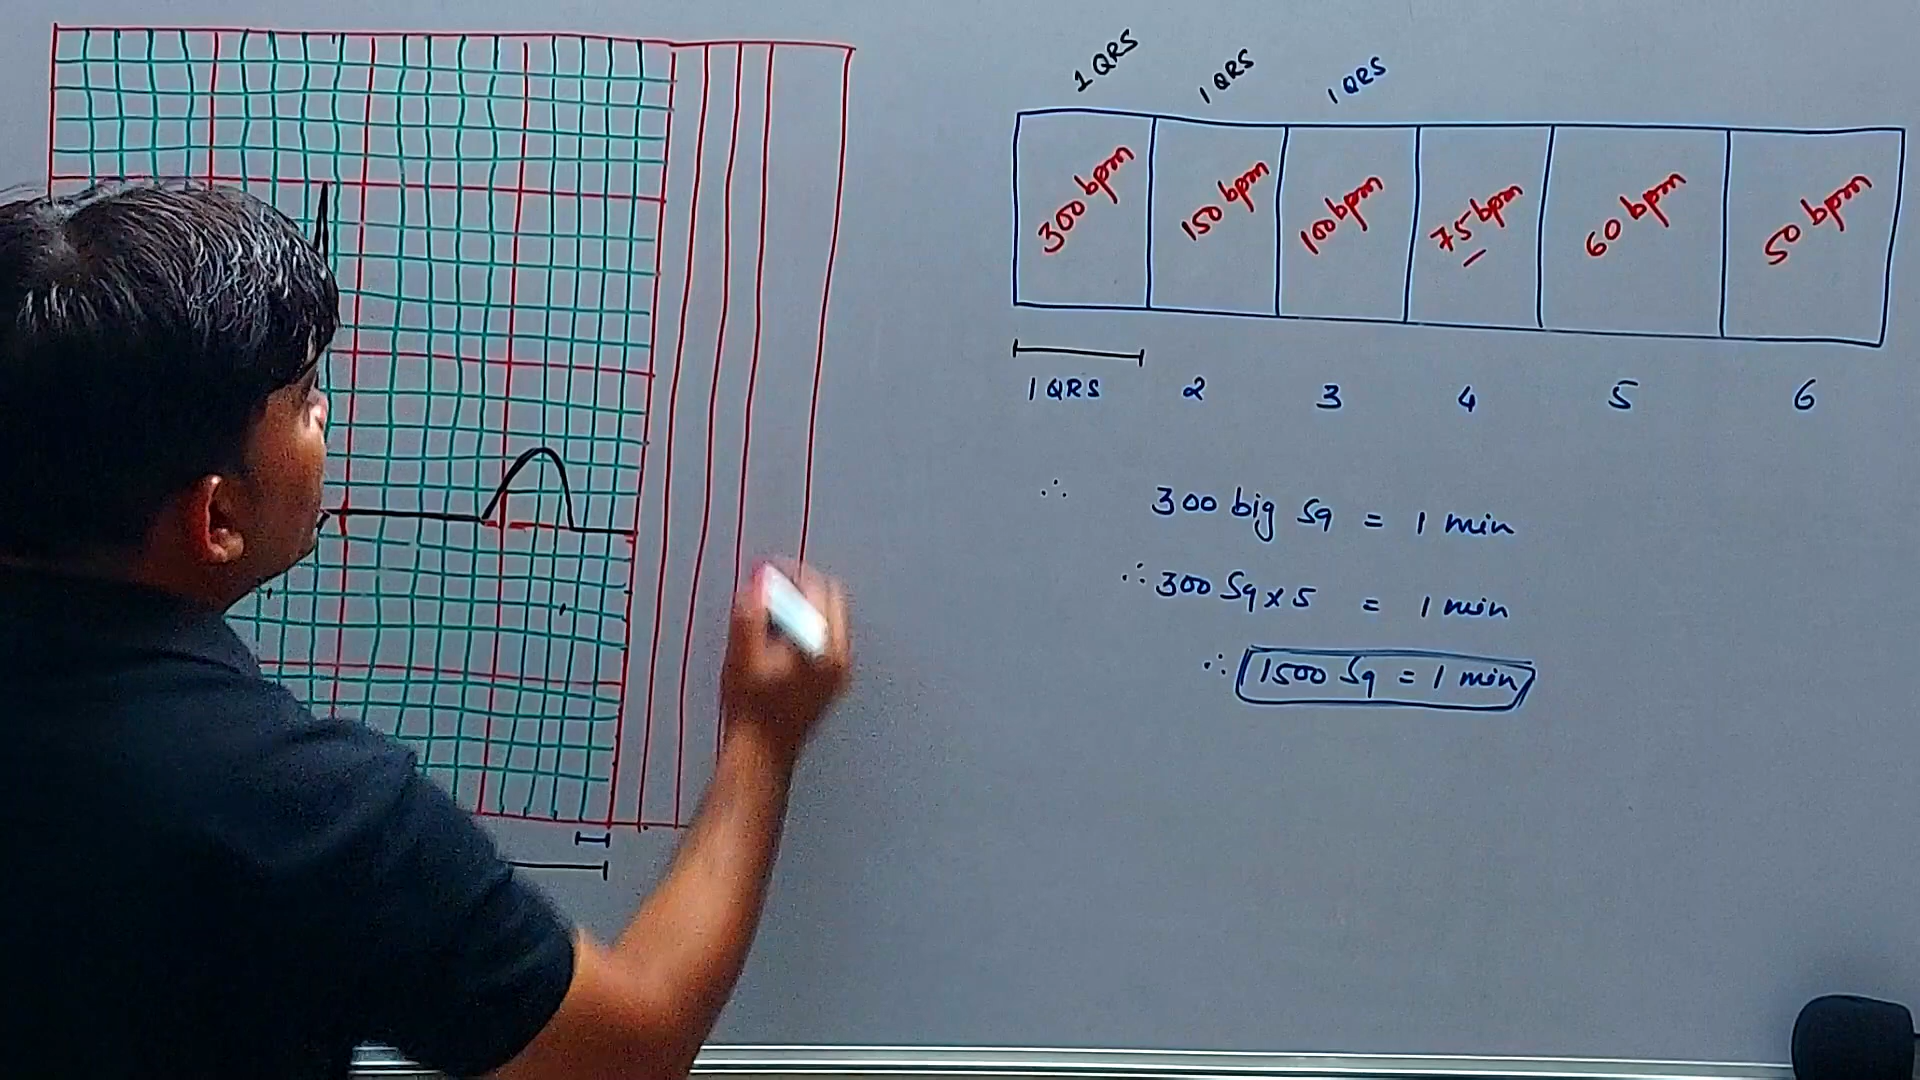 1 QRS 1 QRS 1 QRS
300 bpm 150 bpm 100 bpm 75 bpm 60 bpm 50 bpm
1 QRS 2 3 4 5 6
∴ 300 big Sq = 1 min
∴ 300 Sq x 5 = 1 min
∴ 1500 Sq = 1 min